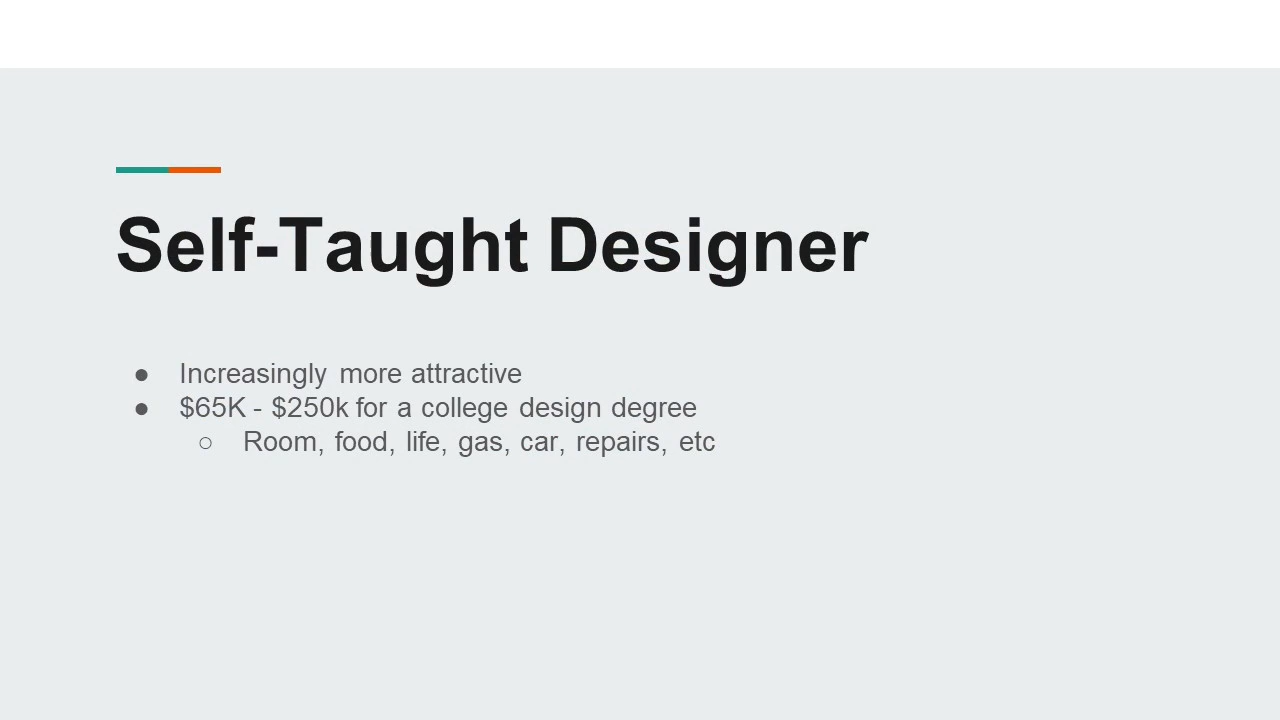 Self-Taught Designer
● Increasingly more attractive
● $65K - $250k for a college design degree
○ Room, food, life, gas, car, repairs, etc